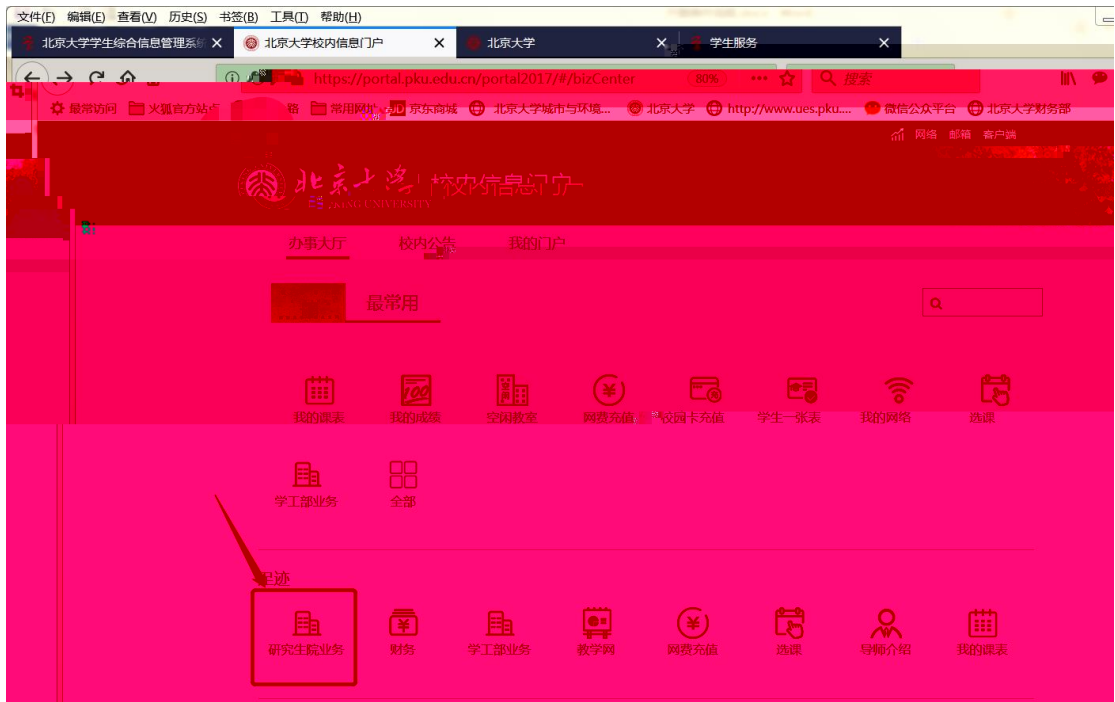 文件(F) 编辑(E) 查看(V) 历史(S) 书签(B) 工具(T) 帮助(H)
北京大学学生综合信息管理系统 北京大学校内信息门户 北京大学 学生服务
https://portal.pku.edu.cn/portal2017/#/bizCenter 80% 搜索
最常访问 火狐官方站点 常用网址 JD 京东商城 北京大学城市与环境... 北京大学 http://www.ues.pku.... 微信公众平台 北京大学财务部
网络 邮箱 客户端
北京大学 校内信息门户
PEKING UNIVERSITY
办事大厅 校内公告 我的门户
最常用
我的课表 我的成绩 空闲教室 网费充值 校园卡充值 学生一张表 我的网络 选课
学工部业务 全部
足迹
研究生院业务 财务 学工部业务 教学网 网费充值 选课 导师介绍 我的课表